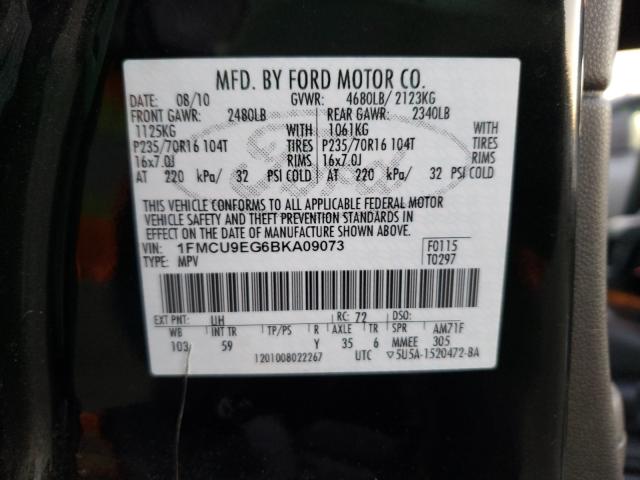 MFD. BY FORD MOTOR CO.
DATE: 08/10 GVWR: 4680LB/ 2123KG
FRONT GAWR: 2480LB REAR GAWR: 2340LB
1125KG WITH 1061KG WITH
P235/70R16 104T TIRES P235/70R16 104T TIRES
16x7.0J RIMS 16x7.0J RIMS
AT 220 kPa/ 32 PSI COLD AT 220 kPa/ 32 PSI COLD
Ford
THIS VEHICLE CONFORMS TO ALL APPLICABLE FEDERAL MOTOR
VEHICLE SAFETY AND THEFT PREVENTION STANDARDS IN
EFFECT ON THE DATE OF MANUFACTURE SHOWN ABOVE.
VIN: 1FMCU9EG6BKA09073 F0115
TYPE: MPV T0297
EXT PNT: UH RC: 72 DSO:
WB INT TR TP/PS R AXLE TR SPR AM71F
103 59 Y 35 6 MMEE 305
1201008022267 UTC ▽5U5A-1520472-BA